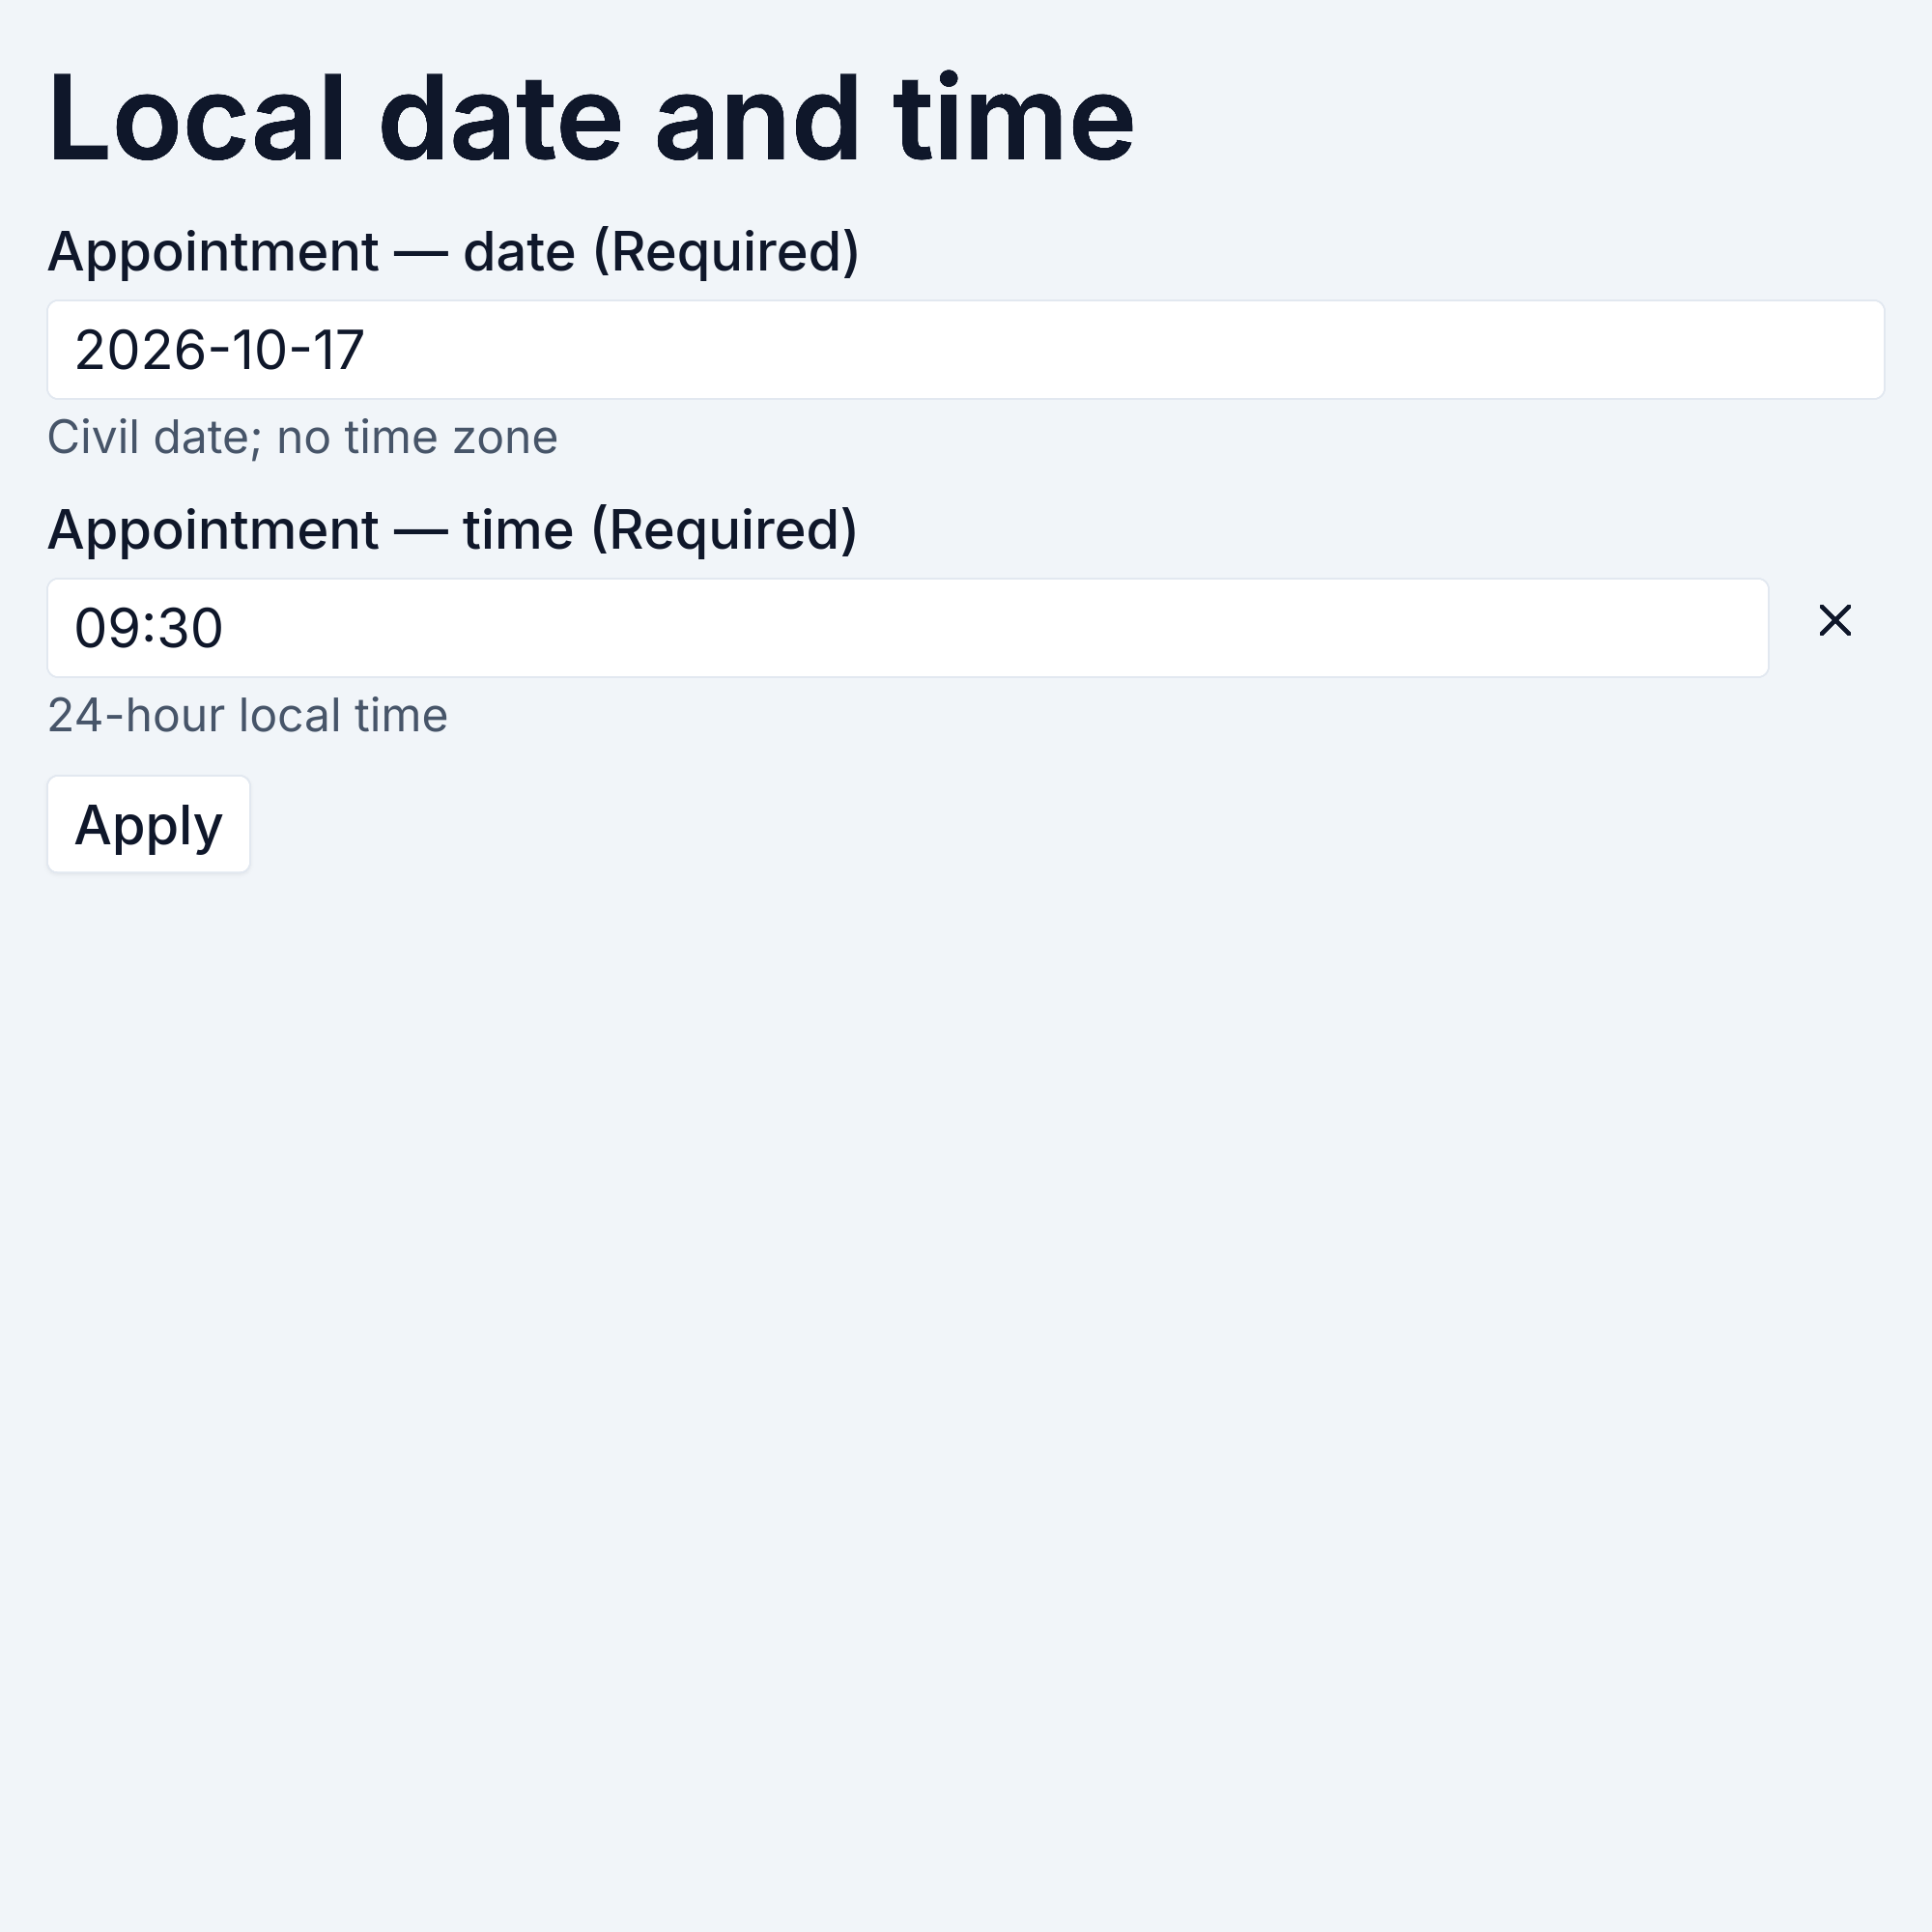 Local date and time
Appointment — date (Required)
2026-10-17
Civil date; no time zone
Appointment — time (Required)
09:30
24-hour local time
Apply